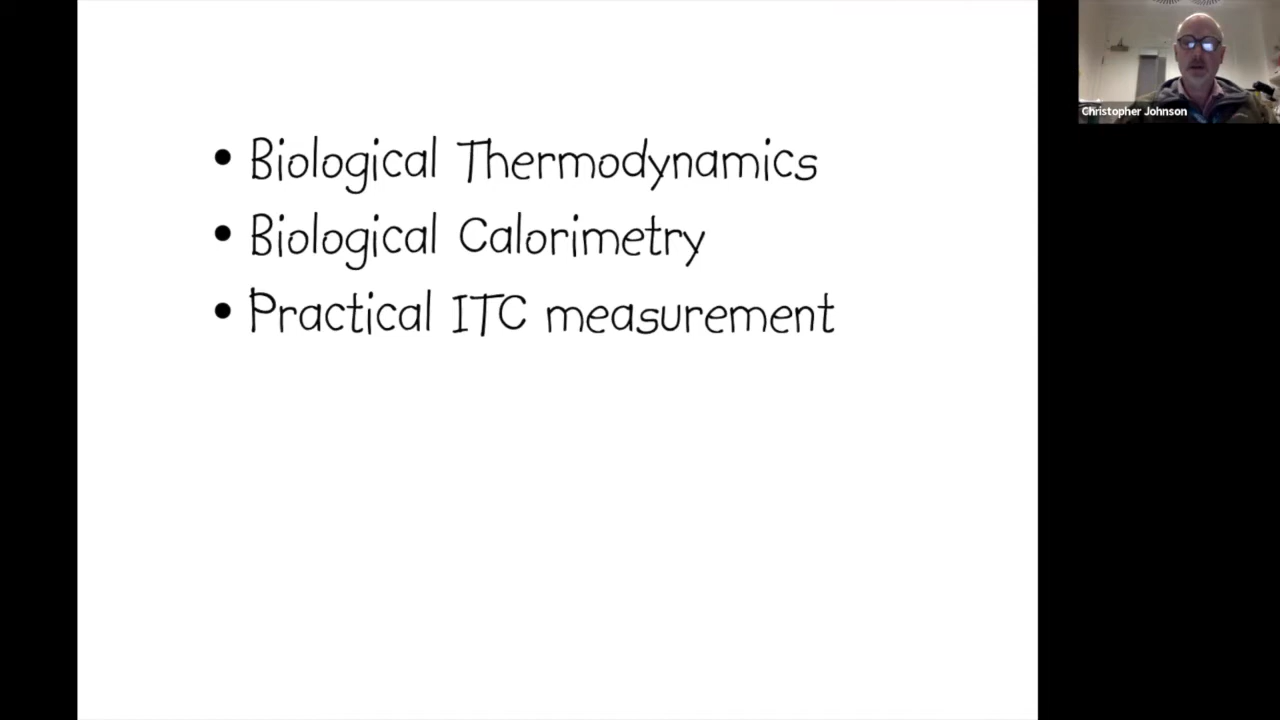 • Biological Thermodynamics
• Biological Calorimetry
• Practical ITC measurement
Christopher Johnson